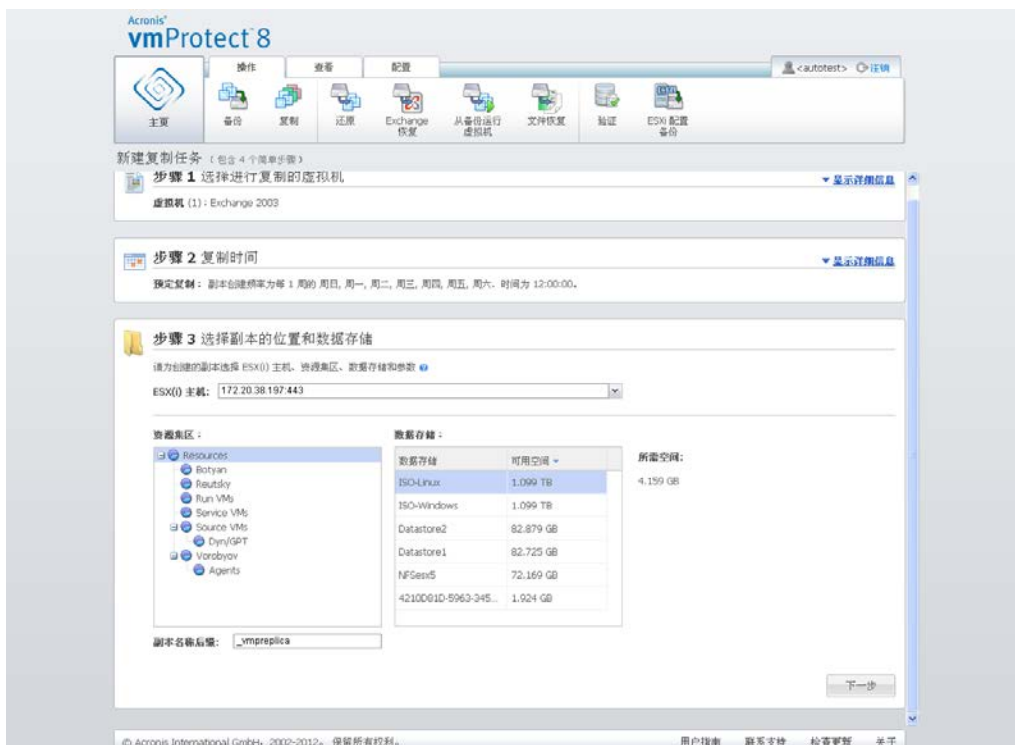 Acronis®
vmProtect 8
操作 查看 配置 <autotest> 注销
主页 备份 复制 还原 Exchange 恢复 从备份运行虚拟机 文件恢复 验证 ESXi 配置备份
新建复制任务 (包含 4 个简单步骤)
步骤 1 选择进行复制的虚拟机 显示详细信息
虚拟机 (1): Exchange 2003
步骤 2 复制时间 显示详细信息
预定复制: 副本创建频率为每 1 周的 周日, 周一, 周二, 周三, 周四, 周五, 周六. 时间为 12:00:00。
步骤 3 选择副本的位置和数据存储
请为创建的副本选择 ESX(i) 主机、资源集区、数据存储和参数
ESX(i) 主机: 172.20.38.197:443
资源集区: 数据存储:
Resources
Botyan
Reutsky
Run VMs
Service VMs
Source VMs
Dyn/GPT
Vorobyov
Agents
数据存储 可用空间
ISO-Linux 1.099 TB
ISO-Windows 1.099 TB
Datastore2 82.879 GB
Datastore1 82.725 GB
NFSesx5 72.169 GB
4210D81D-5963-345... 1.924 GB
所需空间:
4.159 GB
副本名称后缀: _vmpreplica
下一步
© Acronis International GmbH, 2002-2012。 保留所有权利。 用户指南 联系支持 检查更新 关于